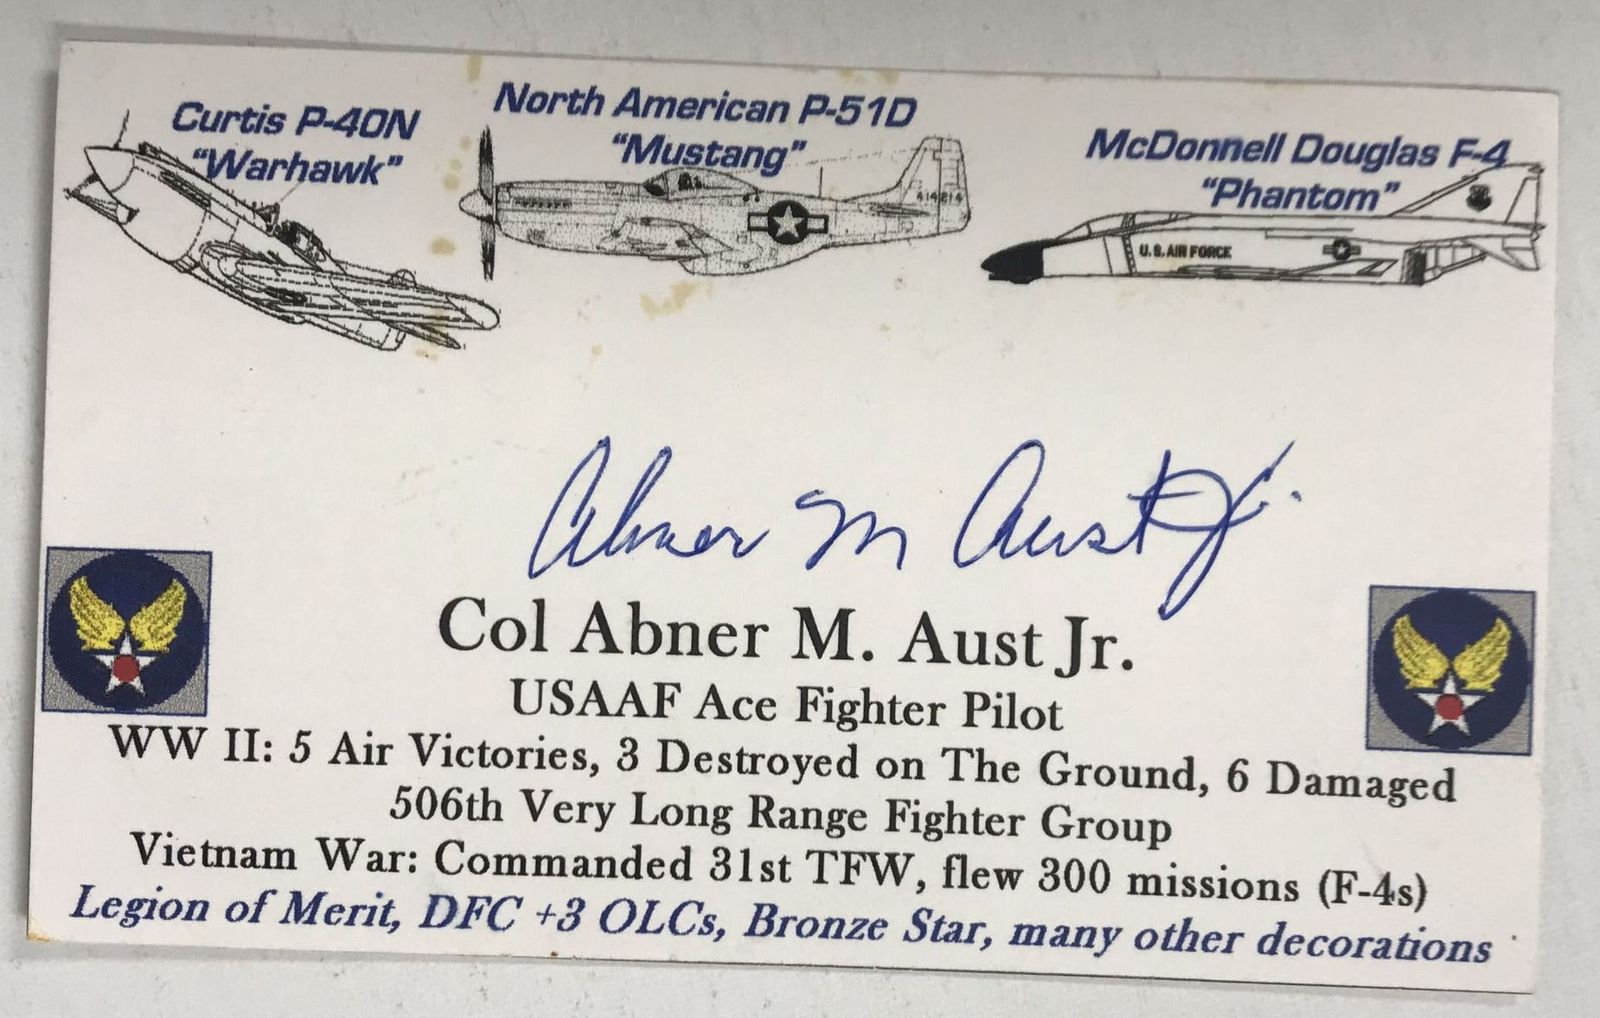 Curtis P-40N
"Warhawk"
North American P-51D
"Mustang"
414214
McDonnell Douglas F-4
"Phantom"
U.S. AIR FORCE
Abner M Aust Jr.
Col Abner M. Aust Jr.
USAAF Ace Fighter Pilot
WW II: 5 Air Victories, 3 Destroyed on The Ground, 6 Damaged
506th Very Long Range Fighter Group
Vietnam War: Commanded 31st TFW, flew 300 missions (F-4s)
Legion of Merit, DFC +3 OLCs, Bronze Star, many other decorations